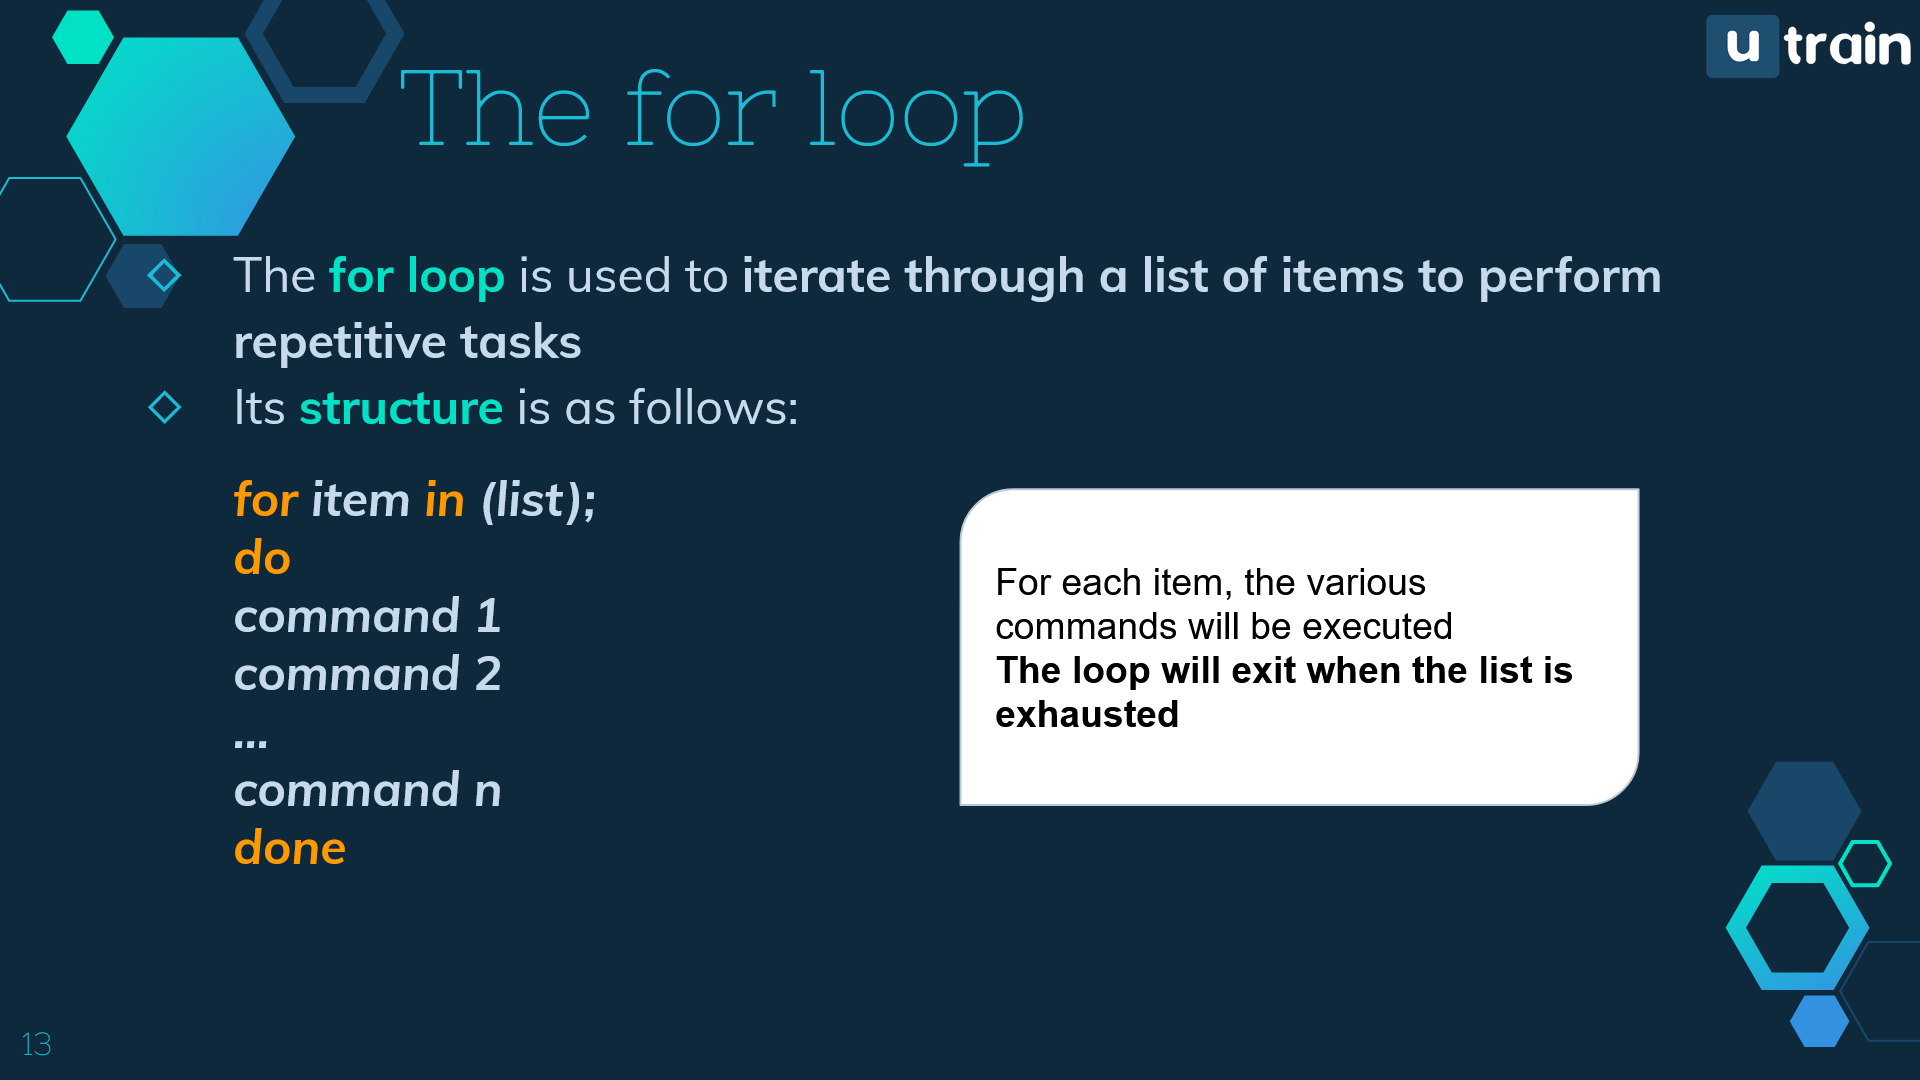 u train
The for loop
The for loop is used to iterate through a list of items to perform
repetitive tasks
Its structure is as follows:
for item in (list);
do
command 1
command 2
...
command n
done
For each item, the various
commands will be executed
The loop will exit when the list is
exhausted
13